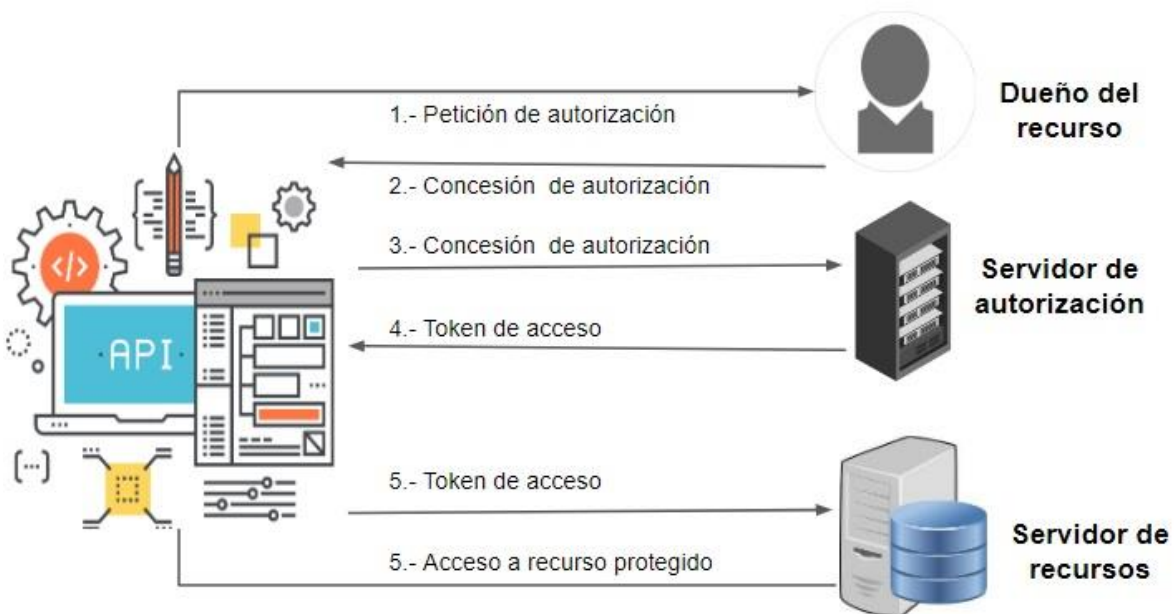 1.- Petición de autorización
Dueño del
recurso
2.- Concesión de autorización
3.- Concesión de autorización
Servidor de
autorización
</>
4.- Token de acceso
API
5.- Token de acceso
Servidor de
recursos
5.- Acceso a recurso protegido